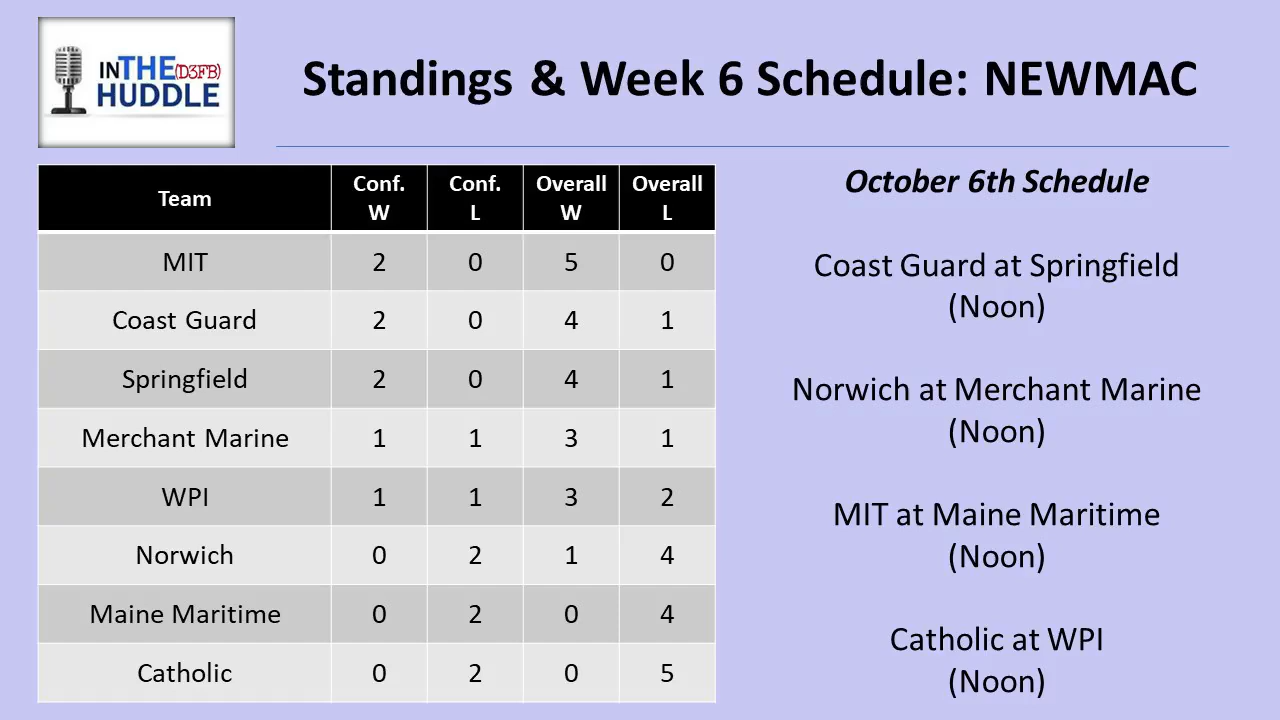 IN THE (D3FB)
HUDDLE
Standings & Week 6 Schedule: NEWMAC
Team Conf. W Conf. L Overall W Overall L
MIT 2 0 5 0
Coast Guard 2 0 4 1
Springfield 2 0 4 1
Merchant Marine 1 1 3 1
WPI 1 1 3 2
Norwich 0 2 1 4
Maine Maritime 0 2 0 4
Catholic 0 2 0 5
October 6th Schedule
Coast Guard at Springfield
(Noon)
Norwich at Merchant Marine
(Noon)
MIT at Maine Maritime
(Noon)
Catholic at WPI
(Noon)